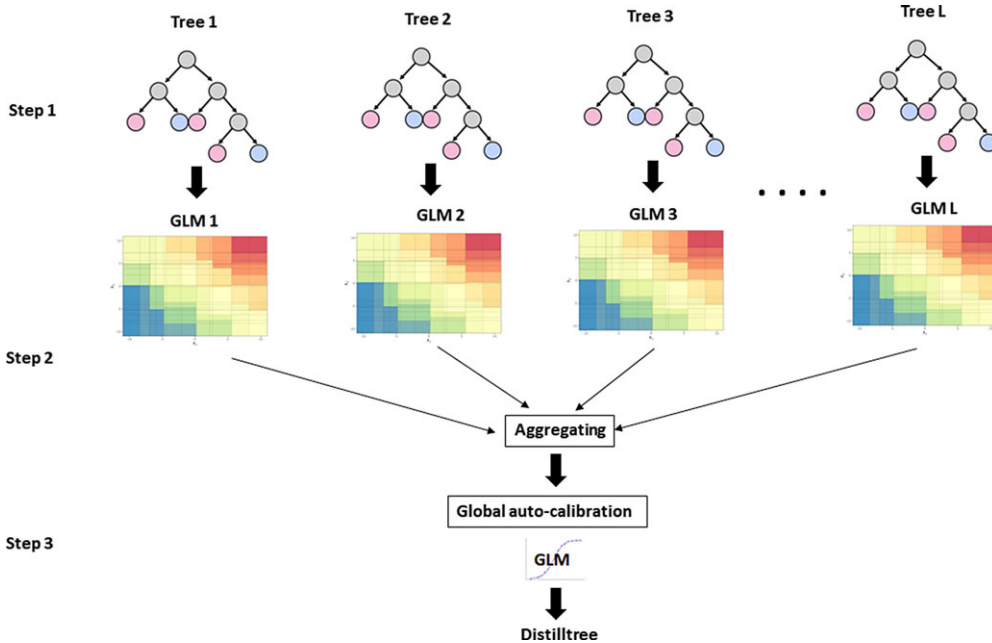 Tree 1
Tree 2
Tree 3
Tree L
Step 1
GLM 1
GLM 2
GLM 3
. . . .
GLM L
Step 2
Aggregating
Global auto-calibration
Step 3
GLM
Distilltree